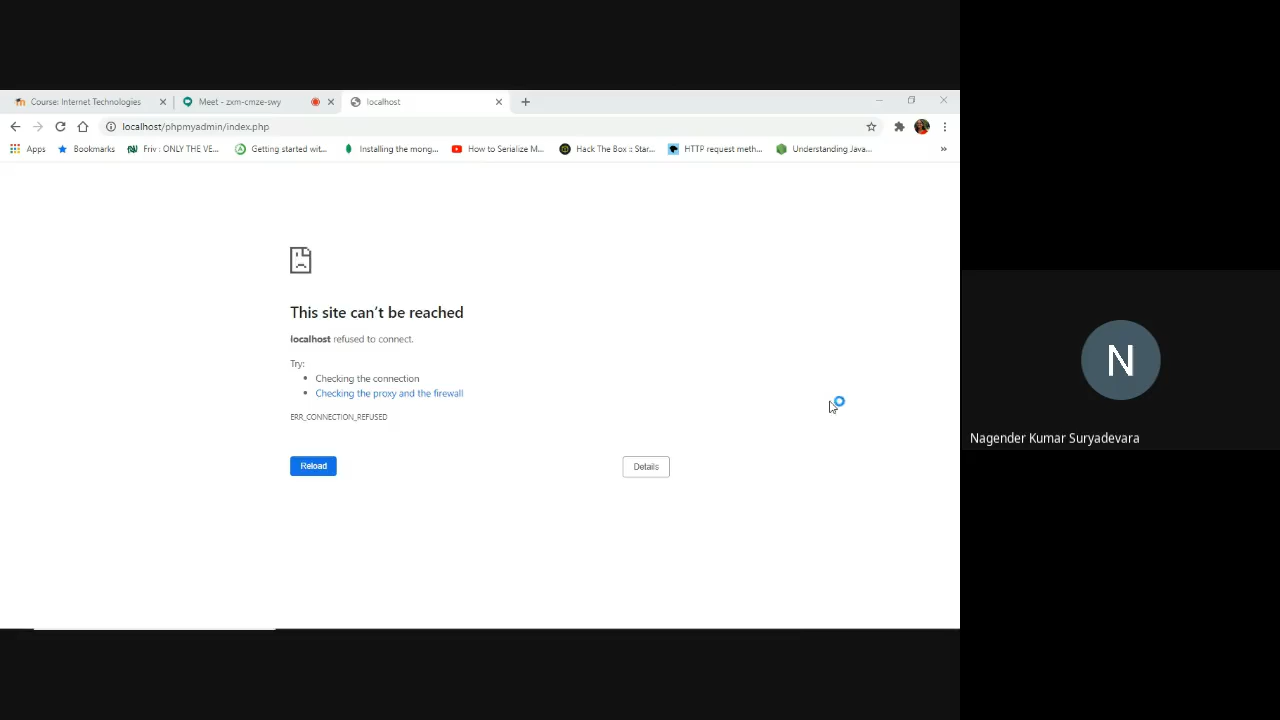 Course: Internet Technologies
Meet - zxm-cmze-swy
localhost
localhost/phpmyadmin/index.php
Apps
Bookmarks
Friv : ONLY THE VE...
Getting started wit...
Installing the mong...
How to Serialize M...
Hack The Box :: Star...
HTTP request meth...
Understanding Java...
»
This site can’t be reached
localhost refused to connect.
Try:
• Checking the connection
• Checking the proxy and the firewall
ERR_CONNECTION_REFUSED
Reload
Details
N
Nagender Kumar Suryadevara